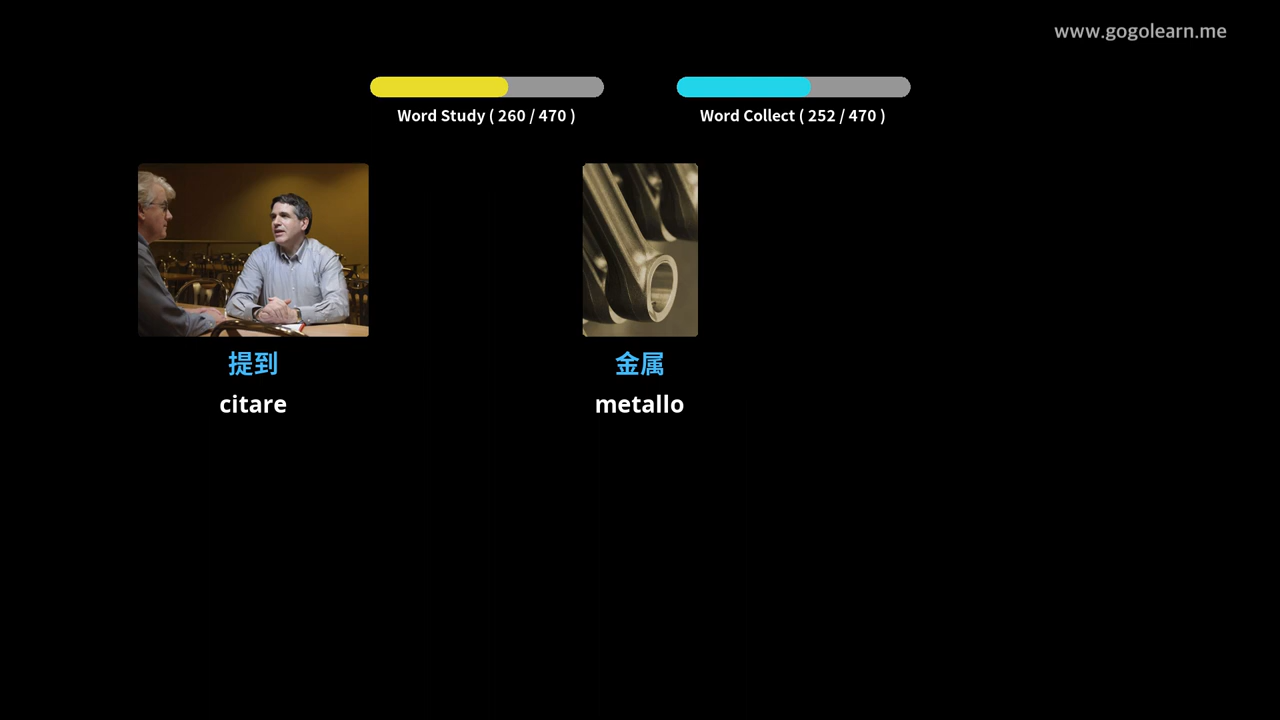 www.gogolearn.me
Word Study ( 260 / 470 )
Word Collect ( 252 / 470 )
提到
citare
金属
metallo